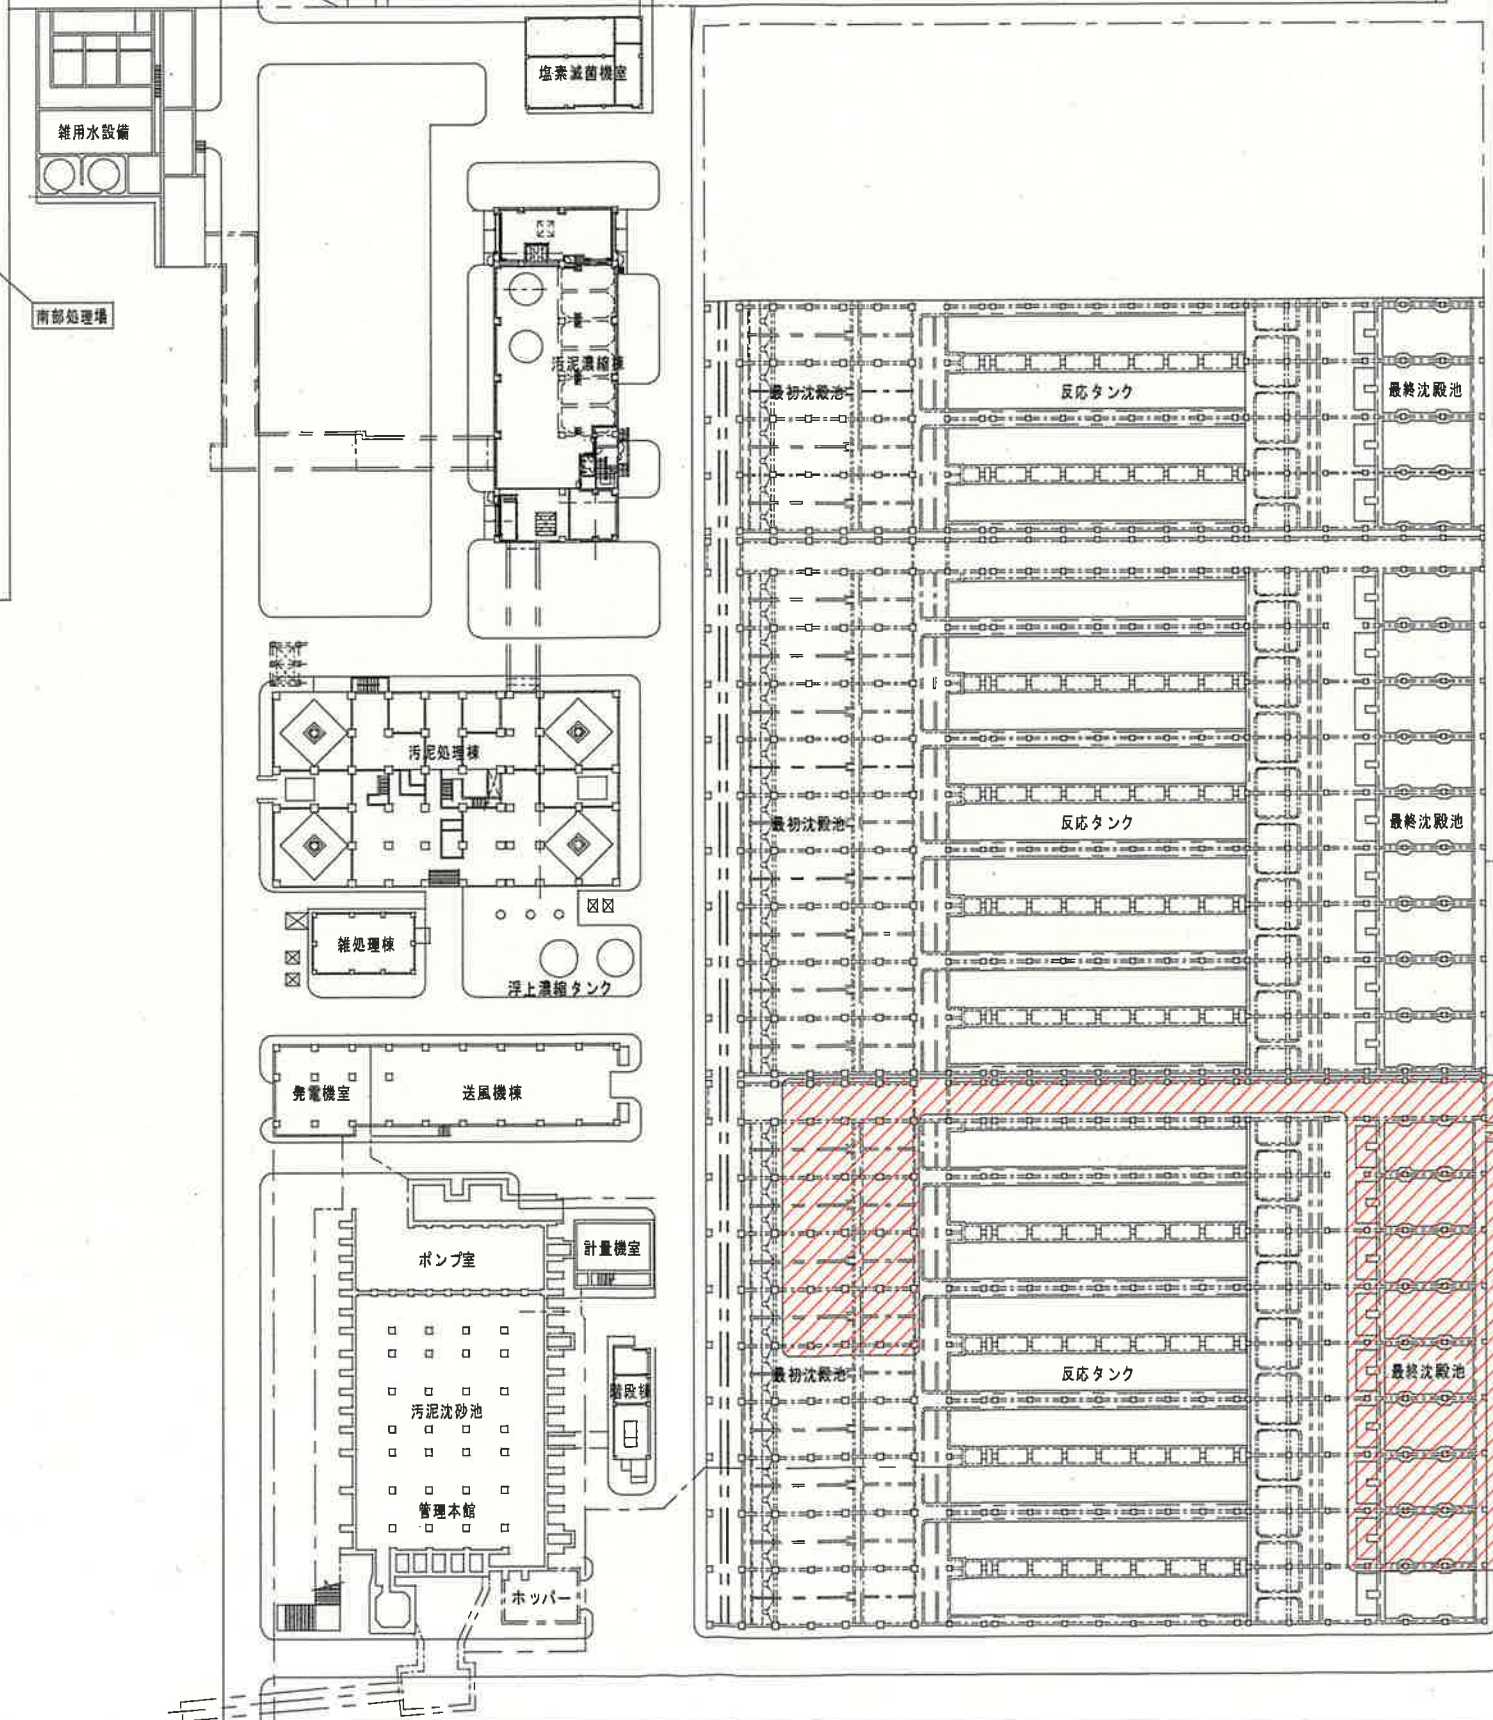 塩素滅菌機室
雑用水設備
南部処理場
汚泥濃縮棟
最初沈殿池
反応タンク
最終沈殿池
汚泥処理棟
最初沈殿池
反応タンク
最終沈殿池
雑処理棟
浮上濃縮タンク
発電機室
送風機棟
ポンプ室
計量機室
最初沈殿池
反応タンク
最終沈殿池
階段棟
汚泥沈砂池
管理本館
ホッパー